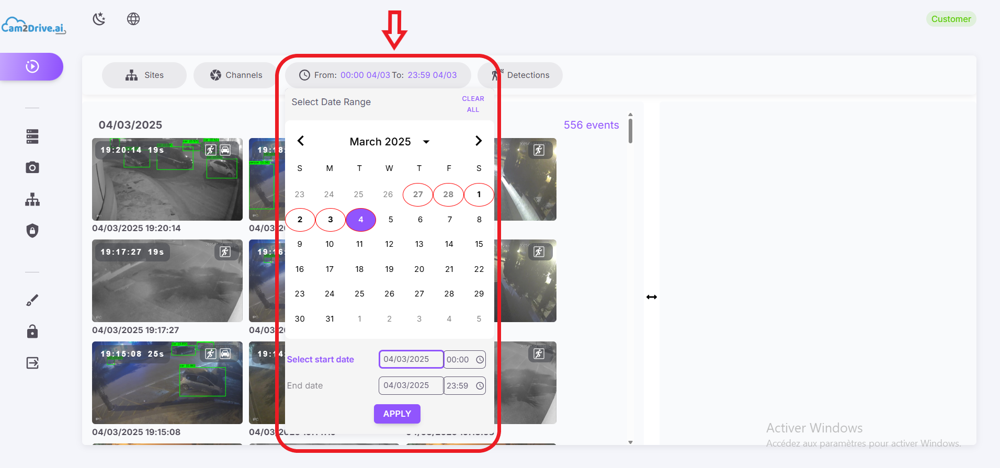 Cam2Drive.ai
Customer
Sites
Channels
From: 00:00 04/03 To: 23:59 04/03
Detections
Select Date Range
CLEAR
ALL
04/03/2025
556 events
March 2025
S M T W T F S
23 24 25 26 27 28 1
2 3 4 5 6 7 8
9 10 11 12 13 14 15
16 17 18 19 20 21 22
23 24 25 26 27 28 29
30 31 1 2 3 4 5
Select start date 04/03/2025 00:00
End date 04/03/2025 23:59
APPLY
19:20:14 19s
19:18:
04/03/2025 19:20:14
04/03/20
19:17:27 19s
19:16:
04/03/2025 19:17:27
04/03/20
19:15:08 25s
19:14:
04/03/2025 19:15:08
04/03/20
Activer Windows
Accédez aux paramètres pour activer Windows.